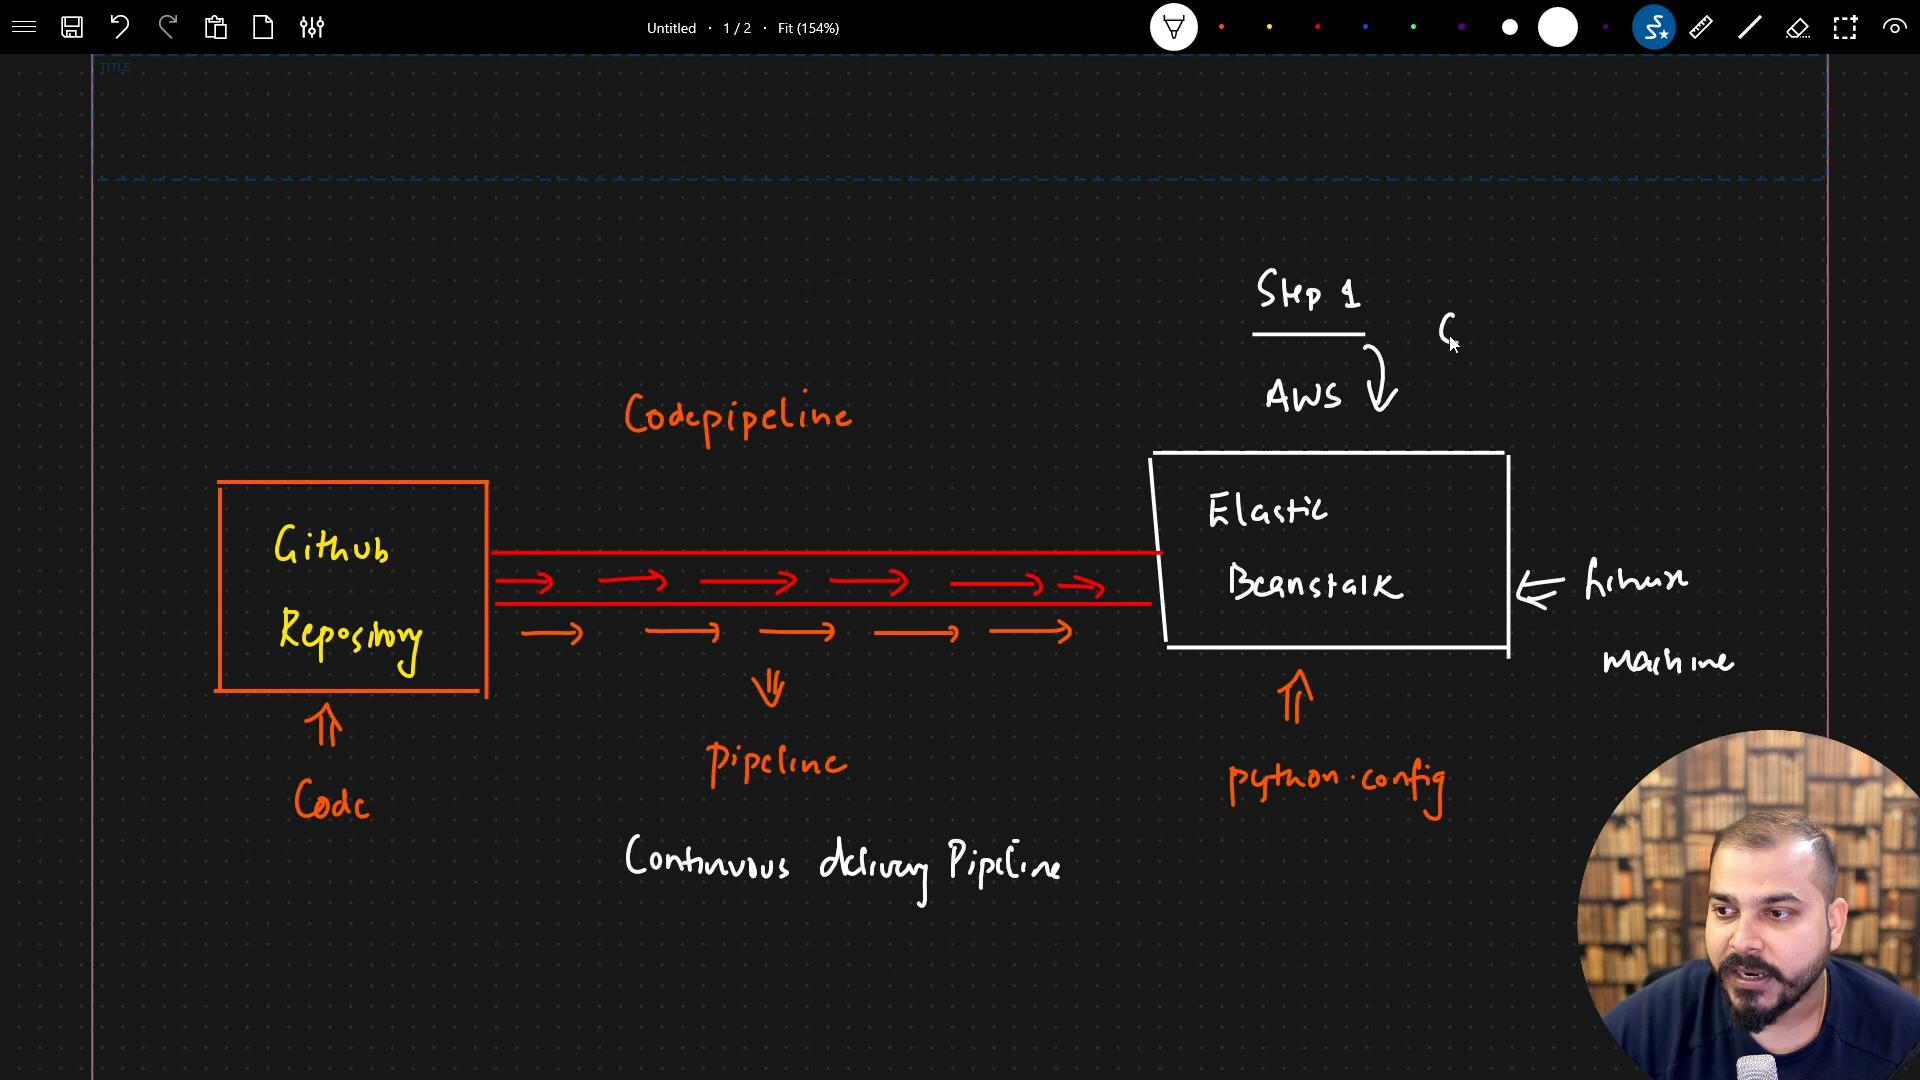 Untitled · 1 / 2 · Fit (154%)
TITLE
Step 1
C
AWS
Codepipeline
Elastic
Beanstalk
Github
Repository
Linux
machine
Pipeline
python.config
Code
Continuous delivery Pipeline